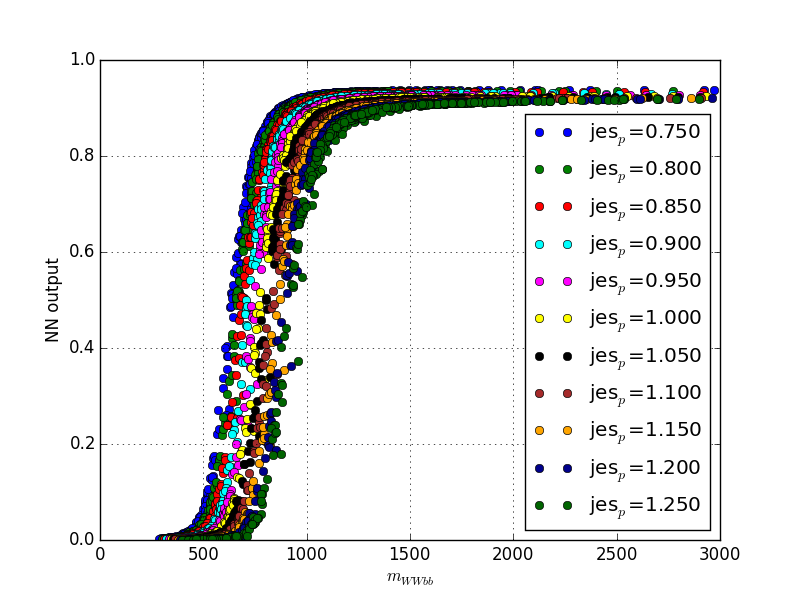 1.0
0.8
0.6
0.4
0.2
0.0
NN output
0 500 1000 1500 2000 2500 3000
m_{WWbb}
jes_p=0.750
jes_p=0.800
jes_p=0.850
jes_p=0.900
jes_p=0.950
jes_p=1.000
jes_p=1.050
jes_p=1.100
jes_p=1.150
jes_p=1.200
jes_p=1.250